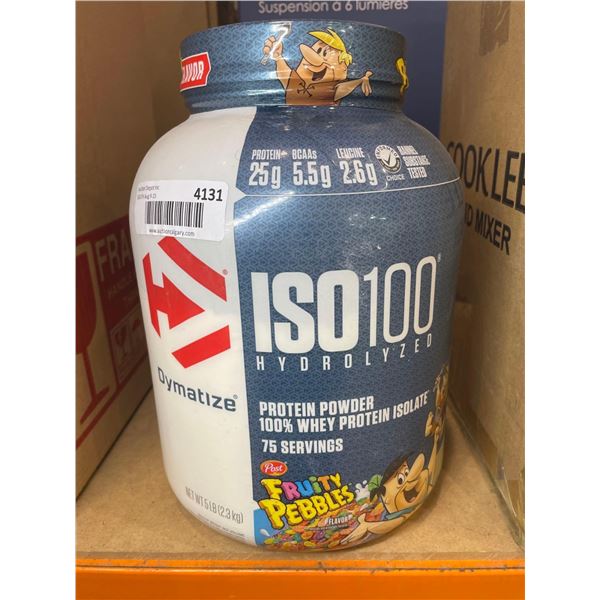 Suspension à 6 lumières
FLAVOR
PROTEIN BCAAs LEUCINE
25g 5.5g 2.6g
CHOICE
BANNED
SUBSTANCE
TESTED
4131
www.auctioncalgary.com
ISO100®
HYDROLYZED
Dymatize®
PROTEIN POWDER
100% WHEY PROTEIN ISOLATE
75 SERVINGS
Post
FRUITY
PEBBLES
FLAVOR
NET WT 5 LB (2.3 kg)
FRA
COOKLEE
D MIXER